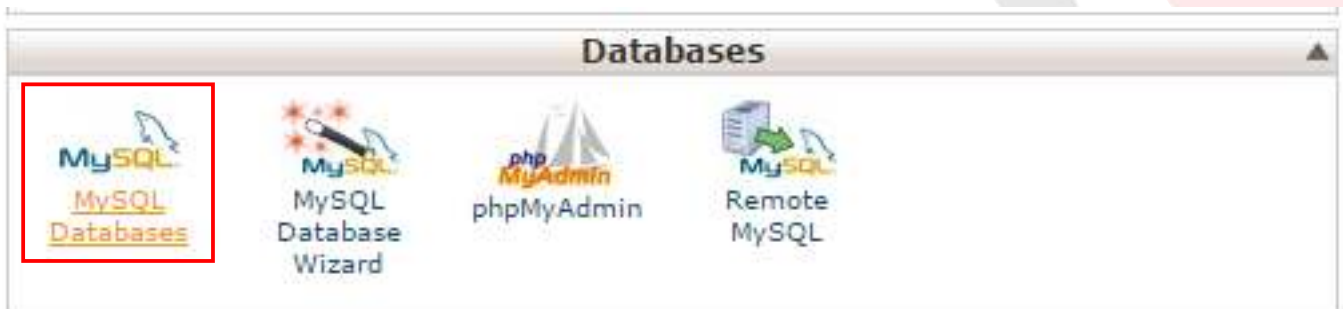 Databases
MySQL
MySQL
Databases
MySQL
MySQL
Database
Wizard
php
MyAdmin
phpMyAdmin
MySQL
Remote
MySQL